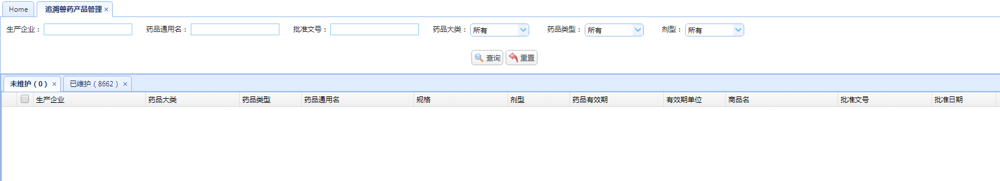 Home 追溯兽药产品管理
生产企业： 药品通用名： 批准文号： 药品大类： 所有 药品类型： 所有 剂型： 所有
查询 重置
未维护（0） 已维护（8662）
生产企业 药品大类 药品类型 药品通用名 规格 剂型 药品有效期 有效期单位 商品名 批准文号 批准日期